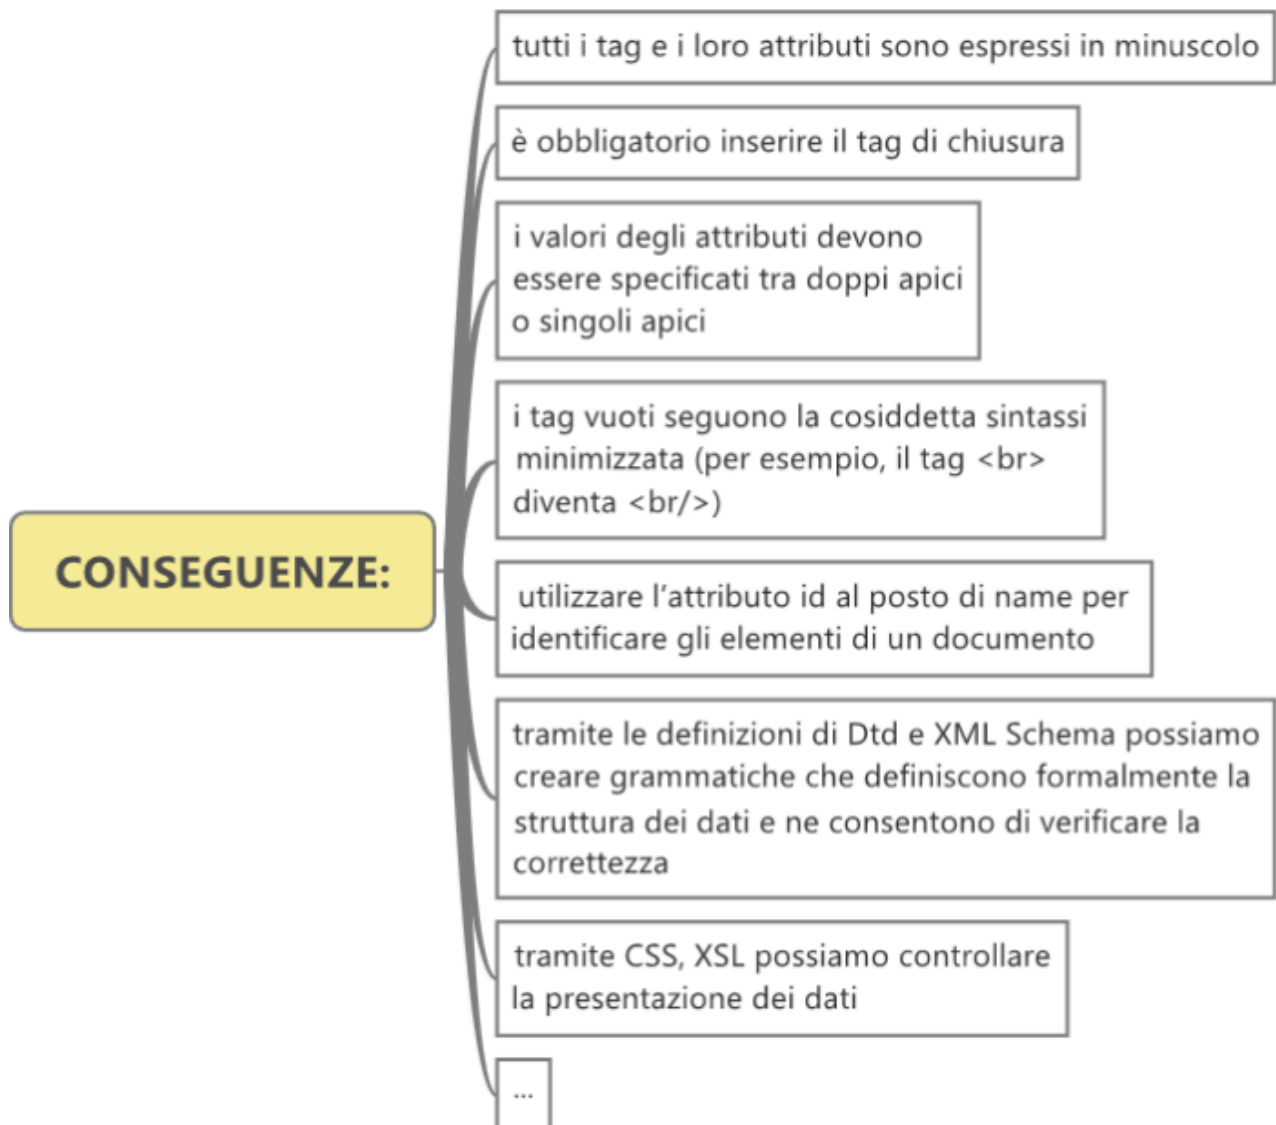 tutti i tag e i loro attributi sono espressi in minuscolo
è obbligatorio inserire il tag di chiusura
i valori degli attributi devono
essere specificati tra doppi apici
o singoli apici
i tag vuoti seguono la cosiddetta sintassi
minimizzata (per esempio, il tag <br>
diventa <br/>)
CONSEGUENZE:
utilizzare l’attributo id al posto di name per
identificare gli elementi di un documento
tramite le definizioni di Dtd e XML Schema possiamo
creare grammatiche che definiscono formalmente la
struttura dei dati e ne consentono di verificare la
correttezza
tramite CSS, XSL possiamo controllare
la presentazione dei dati
...